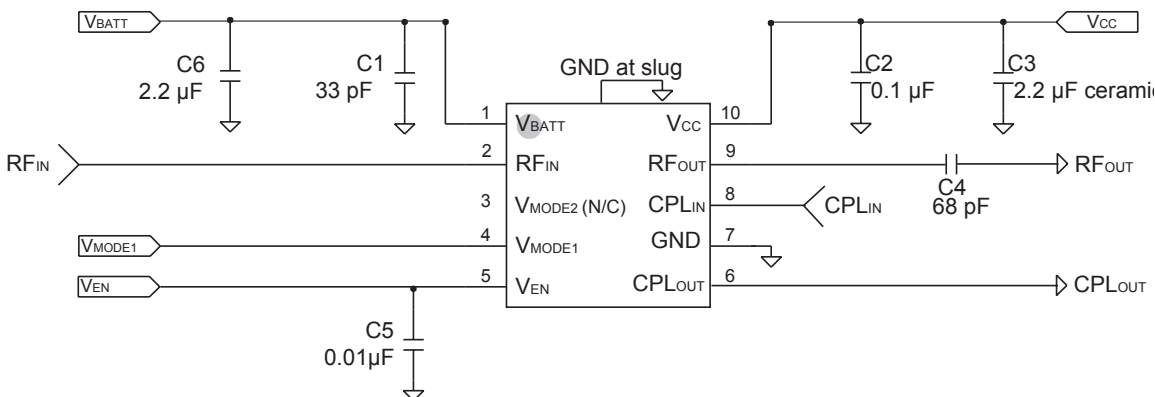 VBATT
VCC
C6
2.2 µF
C1
33 pF
GND at slug
C2
0.1 µF
C3
2.2 µF ceramic
1
VBATT
VCC
10
RFIN
2
RFIN
RFOUT
9
C4
68 pF
RFOUT
3
VMODE2 (N/C)
CPLIN
8
CPLIN
VMODE1
4
VMODE1
GND
7
VEN
5
VEN
CPLOUT
6
CPLOUT
C5
0.01µF